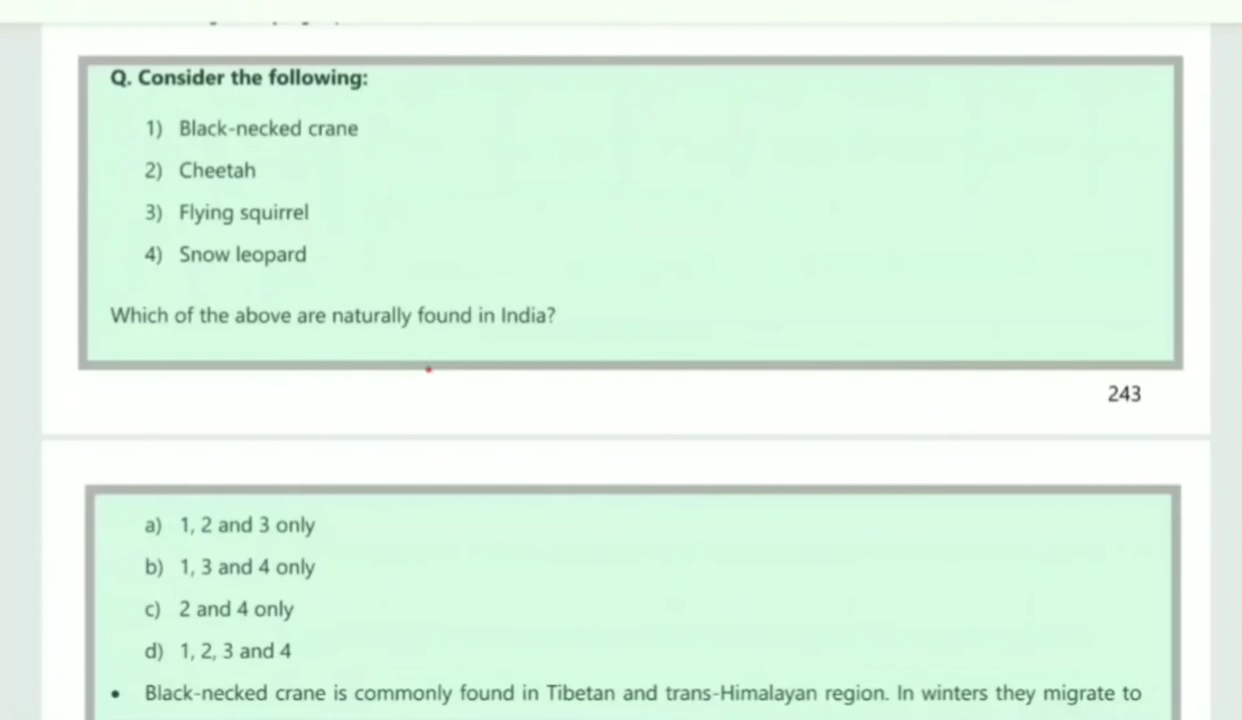 Q. Consider the following:
1) Black-necked crane
2) Cheetah
3) Flying squirrel
4) Snow leopard
Which of the above are naturally found in India?
243
a) 1, 2 and 3 only
b) 1, 3 and 4 only
c) 2 and 4 only
d) 1, 2, 3 and 4
• Black-necked crane is commonly found in Tibetan and trans-Himalayan region. In winters they migrate to